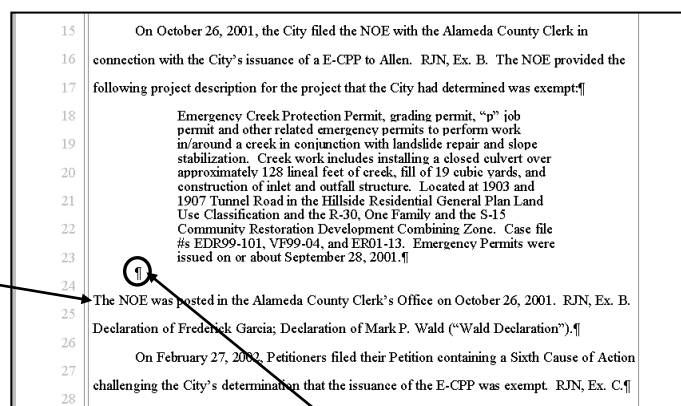 15 On October 26, 2001, the City filed the NOE with the Alameda County Clerk in
16 connection with the City’s issuance of a E-CPP to Allen. RJN, Ex. B. The NOE provided the
17 following project description for the project that the City had determined was exempt:¶
18 Emergency Creek Protection Permit, grading permit, “p” job
permit and other related emergency permits to perform work
19 in/around a creek in conjunction with landslide repair and slope
stabilization. Creek work includes installing a closed culvert over
20 approximately 128 lineal feet of creek, fill of 19 cubic yards, and
construction of inlet and outfall structure. Located at 1903 and
21 1907 Tunnel Road in the Hillside Residential General Plan Land
Use Classification and the R-30, One Family and the S-15
22 Community Restoration Development Combining Zone. Case file
#s EDR99-101, VF99-04, and ER01-13. Emergency Permits were
23 issued on or about September 28, 2001.¶
¶
24
The NOE was posted in the Alameda County Clerk’s Office on October 26, 2001. RJN, Ex. B.
25
Declaration of Frederick Garcia; Declaration of Mark P. Wald (“Wald Declaration”).¶
26
On February 27, 2002, Petitioners filed their Petition containing a Sixth Cause of Action
27
challenging the City’s determination that the issuance of the E-CPP was exempt. RJN, Ex. C.¶
28